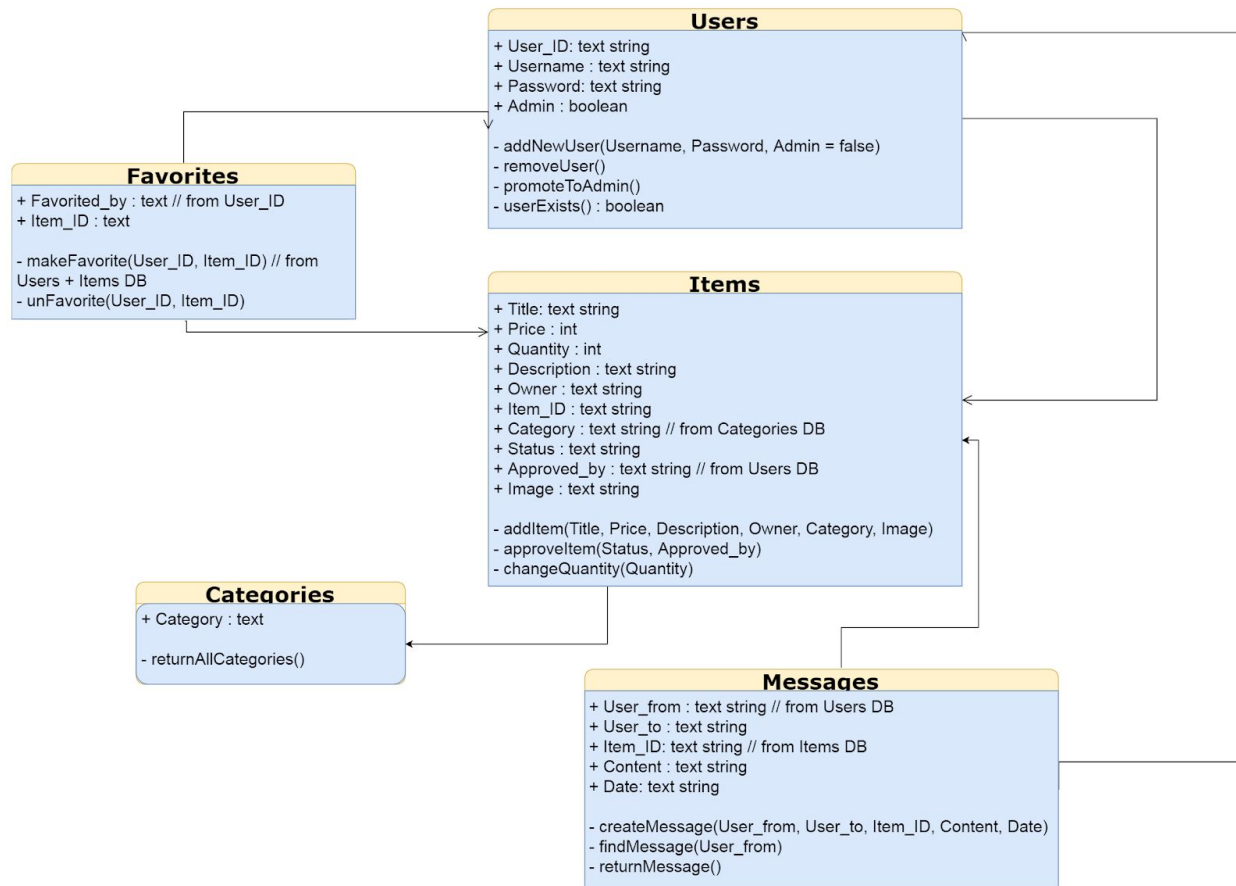 Users
+ User_ID: text string
+ Username : text string
+ Password: text string
+ Admin : boolean
- addNewUser(Username, Password, Admin = false)
- removeUser()
- promoteToAdmin()
- userExists() : boolean
Favorites
+ Favorited_by : text // from User_ID
+ Item_ID : text
- makeFavorite(User_ID, Item_ID) // from
Users + Items DB
- unFavorite(User_ID, Item_ID)
Items
+ Title: text string
+ Price : int
+ Quantity : int
+ Description : text string
+ Owner : text string
+ Item_ID : text string
+ Category : text string // from Categories DB
+ Status : text string
+ Approved_by : text string // from Users DB
+ Image : text string
- addItem(Title, Price, Description, Owner, Category, Image)
- approveItem(Status, Approved_by)
- changeQuantity(Quantity)
Categories
+ Category : text
- returnAllCategories()
Messages
+ User_from : text string // from Users DB
+ User_to : text string
+ Item_ID: text string // from Items DB
+ Content : text string
+ Date: text string
- createMessage(User_from, User_to, Item_ID, Content, Date)
- findMessage(User_from)
- returnMessage()